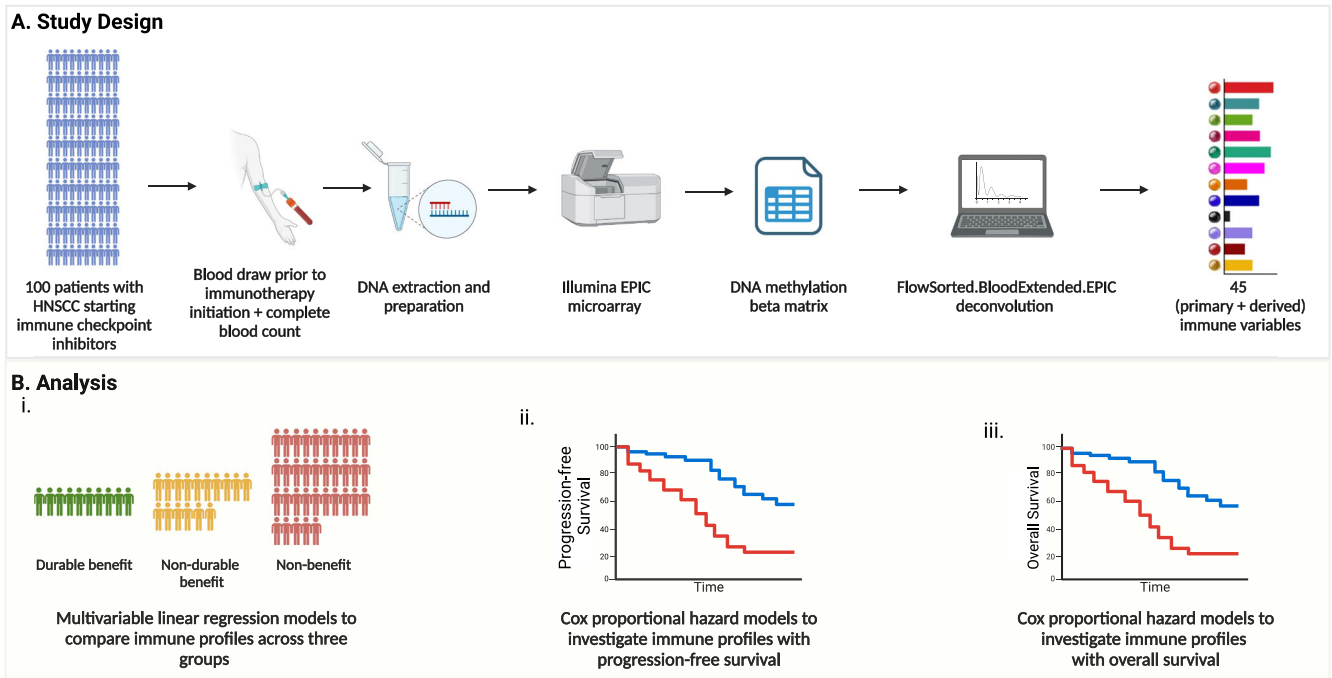 A. Study Design
100 patients with
HNSCC starting
immune checkpoint
inhibitors
Blood draw prior to
immunotherapy
initiation + complete
blood count
DNA extraction and
preparation
Illumina EPIC
microarray
DNA methylation
beta matrix
FlowSorted.BloodExtended.EPIC
deconvolution
45
(primary + derived)
immune variables
B. Analysis
i.
Durable benefit
Non-durable
benefit
Non-benefit
Multivariable linear regression models to
compare immune profiles across three
groups
ii.
Progression-free
Survival
100
80
60
40
20
0
Time
Cox proportional hazard models to
investigate immune profiles with
progression-free survival
iii.
Overall Survival
100
80
60
40
20
0
Time
Cox proportional hazard models to
investigate immune profiles
with overall survival